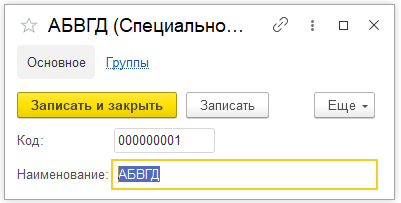 АБВГД (Специально...
Основное Группы
Записать и закрыть Записать Еще
Код: 000000001
Наименование: АБВГД